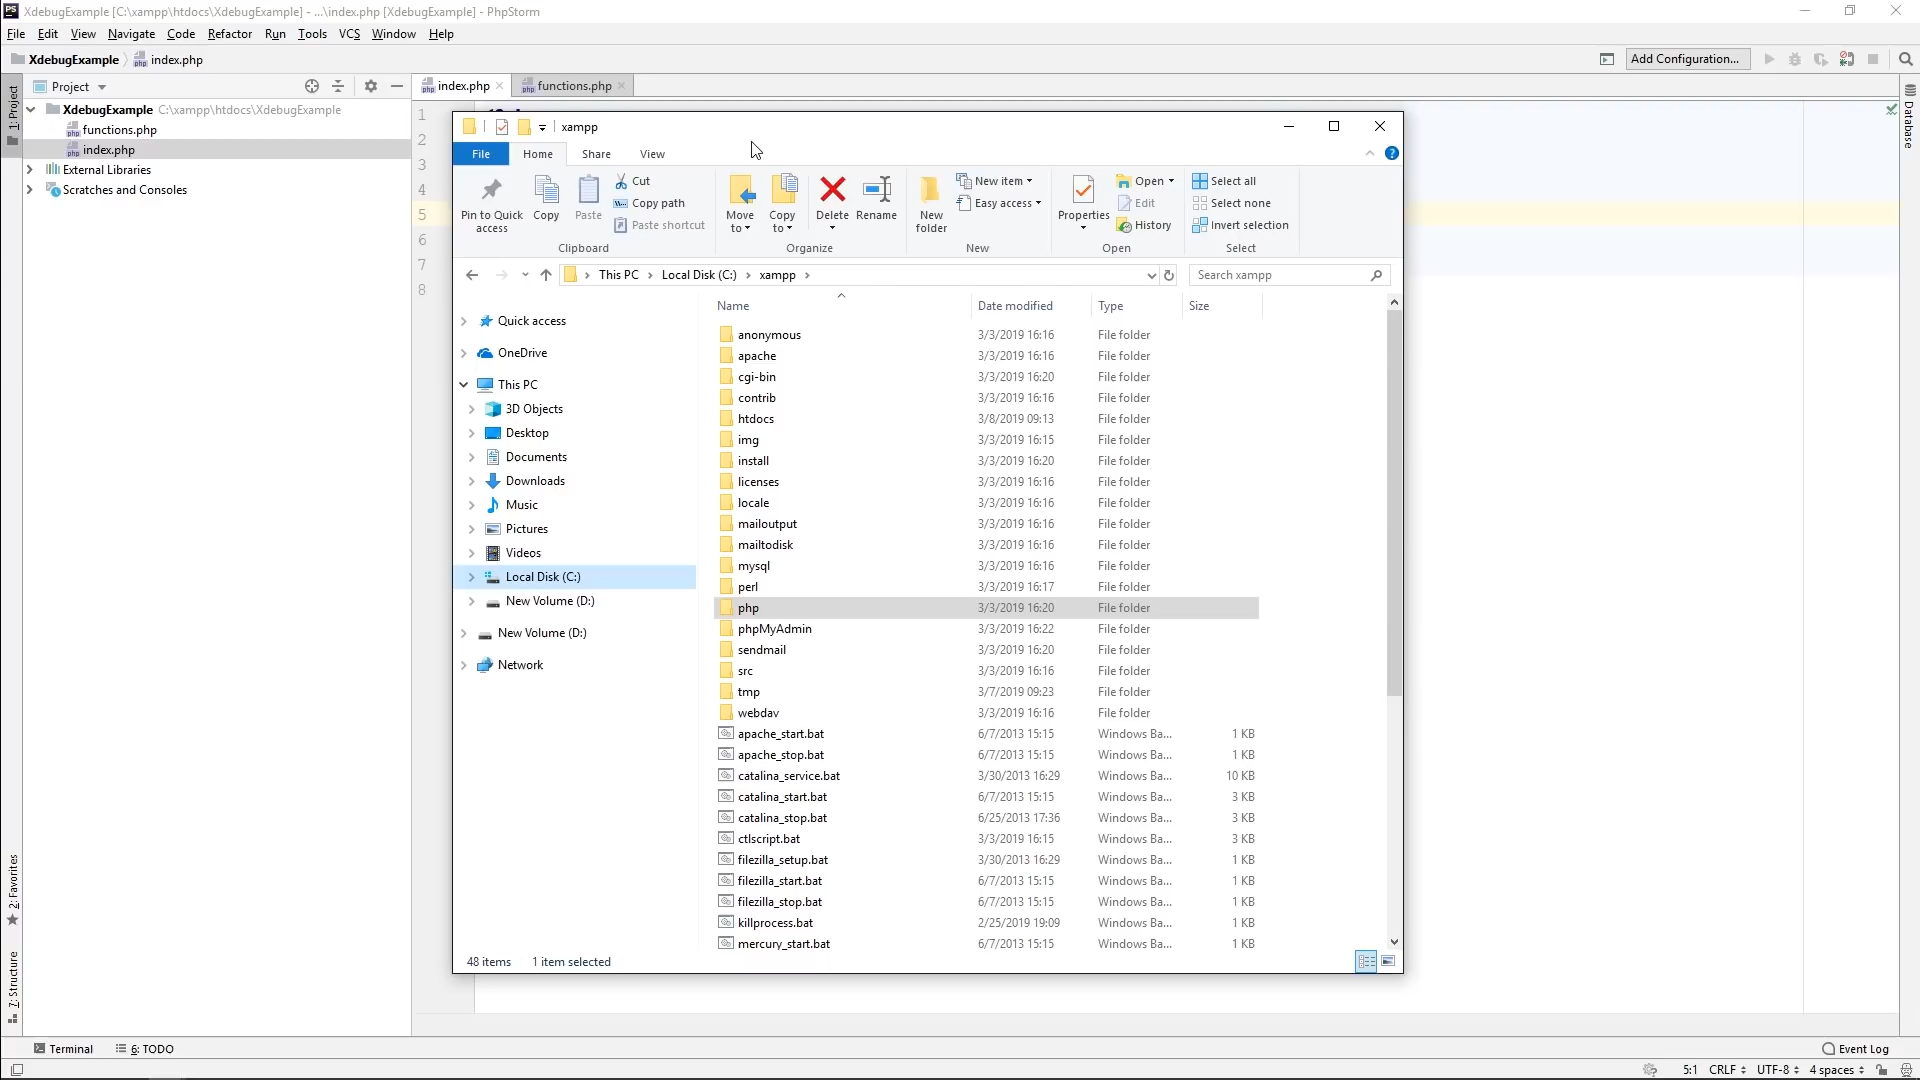 XdebugExample [C:\xampp\htdocs\XdebugExample] - ...\index.php [XdebugExample] - PhpStorm
File Edit View Navigate Code Refactor Run Tools VCS Window Help
XdebugExample index.php Add Configuration...
Project index.php functions.php
XdebugExample C:\xampp\htdocs\XdebugExample
functions.php
index.php
External Libraries
Scratches and Consoles
1: Project
2: Favorites
7: Structure
Database
1
2
3
4
5
6
7
8
xampp
File Home Share View
Pin to Quick access
Copy
Paste
Cut
Copy path
Paste shortcut
Clipboard
Move to
Copy to
Delete
Rename
Organize
New folder
New item
Easy access
New
Properties
Open
Edit
History
Open
Select all
Select none
Invert selection
Select
This PC Local Disk (C:) xampp Search xampp
Quick access
OneDrive
This PC
3D Objects
Desktop
Documents
Downloads
Music
Pictures
Videos
Local Disk (C:)
New Volume (D:)
New Volume (D:)
Network
Name Date modified Type Size
anonymous 3/3/2019 16:16 File folder
apache 3/3/2019 16:16 File folder
cgi-bin 3/3/2019 16:20 File folder
contrib 3/3/2019 16:16 File folder
htdocs 3/8/2019 09:13 File folder
img 3/3/2019 16:15 File folder
install 3/3/2019 16:20 File folder
licenses 3/3/2019 16:16 File folder
locale 3/3/2019 16:16 File folder
mailoutput 3/3/2019 16:16 File folder
mailtodisk 3/3/2019 16:16 File folder
mysql 3/3/2019 16:16 File folder
perl 3/3/2019 16:17 File folder
php 3/3/2019 16:20 File folder
phpMyAdmin 3/3/2019 16:22 File folder
sendmail 3/3/2019 16:20 File folder
src 3/3/2019 16:16 File folder
tmp 3/7/2019 09:23 File folder
webdav 3/3/2019 16:16 File folder
apache_start.bat 6/7/2013 15:15 Windows Ba... 1 KB
apache_stop.bat 6/7/2013 15:15 Windows Ba... 1 KB
catalina_service.bat 3/30/2013 16:29 Windows Ba... 10 KB
catalina_start.bat 6/7/2013 15:15 Windows Ba... 3 KB
catalina_stop.bat 6/25/2013 17:36 Windows Ba... 3 KB
ctlscript.bat 3/3/2019 16:15 Windows Ba... 3 KB
filezilla_setup.bat 3/30/2013 16:29 Windows Ba... 1 KB
filezilla_start.bat 6/7/2013 15:15 Windows Ba... 1 KB
filezilla_stop.bat 6/7/2013 15:15 Windows Ba... 1 KB
killprocess.bat 2/25/2019 19:09 Windows Ba... 1 KB
mercury_start.bat 6/7/2013 15:15 Windows Ba... 1 KB
48 items 1 item selected
Terminal 6: TODO Event Log
5:1 CRLF UTF-8 4 spaces